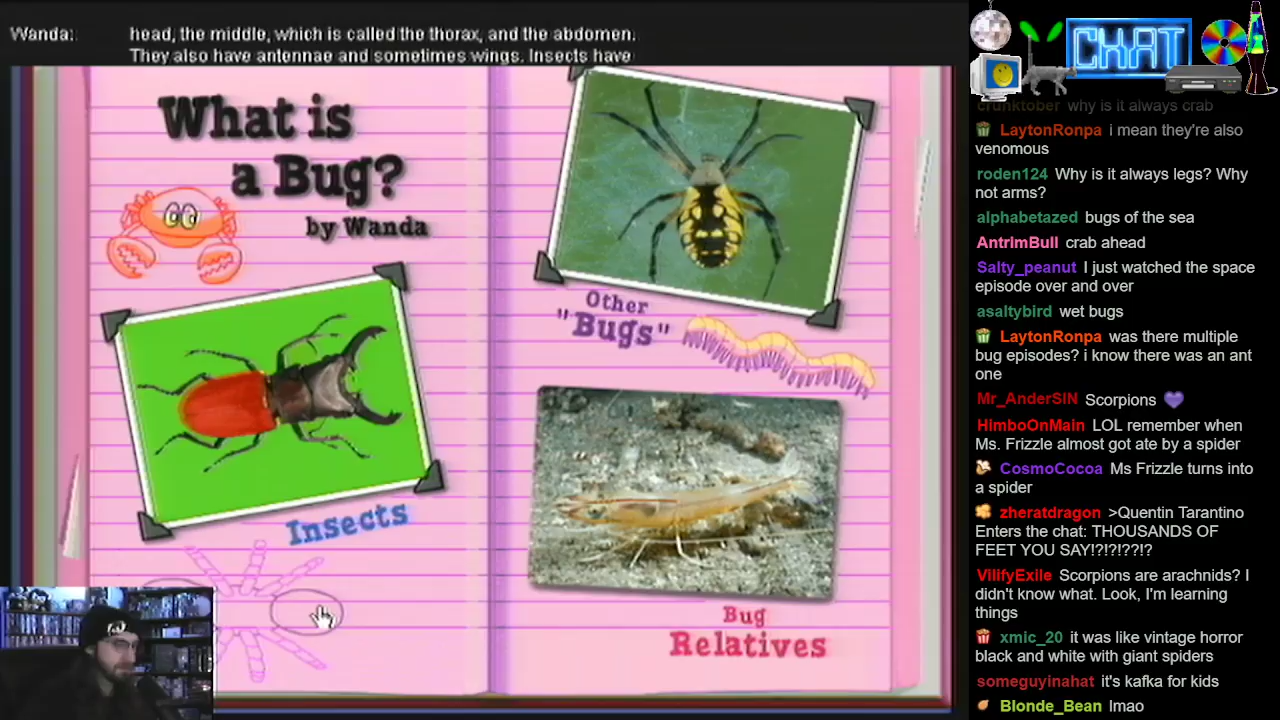 Wanda: head, the middle, which is called the thorax, and the abdomen.
They also have antennae and sometimes wings. Insects have
What is
a Bug?
by Wanda
Insects
Other
"Bugs"
Bug
Relatives
CHAT
crunktober why is it always crab
LaytonRonpa i mean they're also
venomous
roden124 Why is it always legs? Why
not arms?
alphabetazed bugs of the sea
AntrimBull crab ahead
Salty_peanut I just watched the space
episode over and over
asaltybird wet bugs
LaytonRonpa was there multiple
bug episodes? i know there was an ant
one
Mr_AnderSIN Scorpions
HimboOnMain LOL remember when
Ms. Frizzle almost got ate by a spider
CosmoCocoa Ms Frizzle turns into
a spider
zheratdragon >Quentin Tarantino
Enters the chat: THOUSANDS OF
FEET YOU SAY!?!?!??!?
VilifyExile Scorpions are arachnids? I
didn't know what. Look, I'm learning
things
xmic_20 it was like vintage horror
black and white with giant spiders
someguyinahat it's kafka for kids
Blonde_Bean lmao